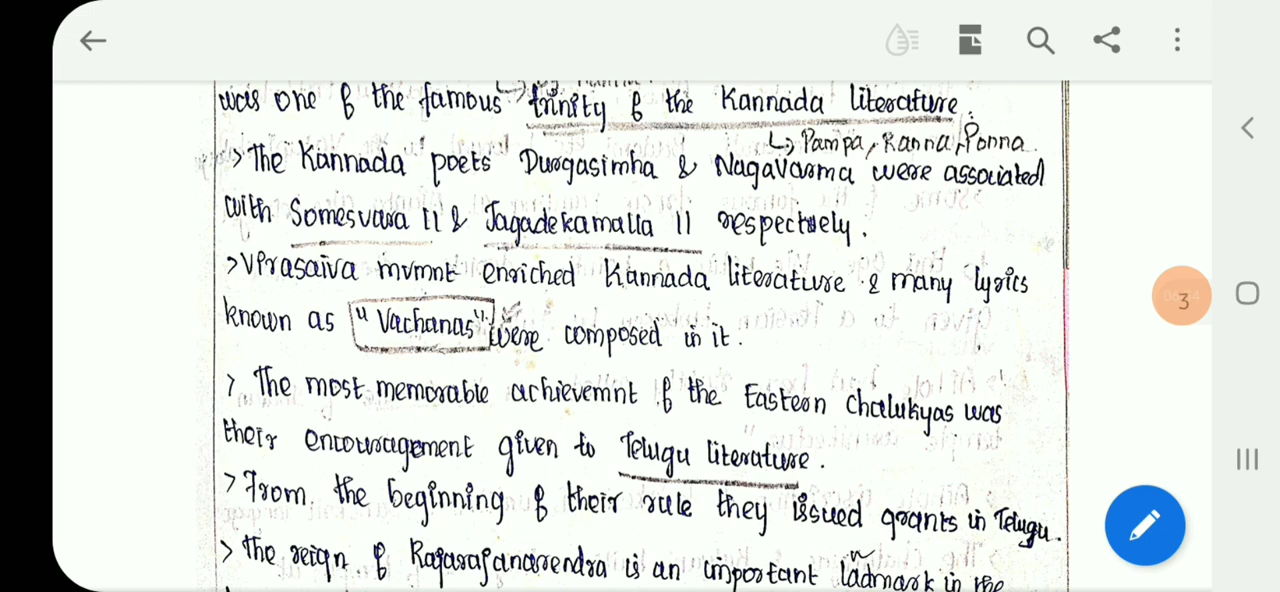 was one of the famous trinity of the Kannada literature.
↳ Pampa, Ranna, Ponna.
> The Kannada poets Durgasimha & Nagavarma were associated
with Somesvara II & Jagadekamalla II respectively.
> Virasaiva mvmnt enriched Kannada literature & many lyrics
known as "Vachanas" were composed in it.
> The most memorable achievemnt of the Eastern Chalukyas was
their encouragement given to Telugu literature.
> From the beginning of their rule they issued grants in Telugu.
> The reign of Rajarajanarendra is an important ladmark in the
3